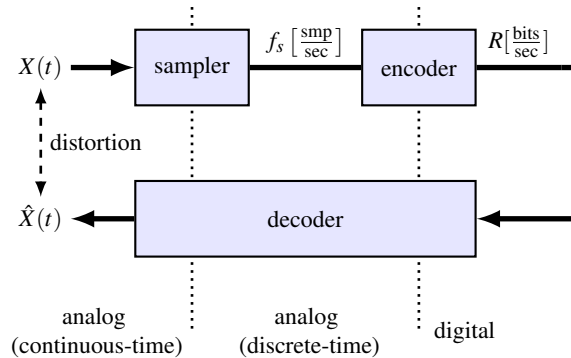 X(t)
sampler
f_s [smp/sec]
encoder
R[bits/sec]
distortion
X̂(t)
decoder
analog
(continuous-time)
analog
(discrete-time)
digital